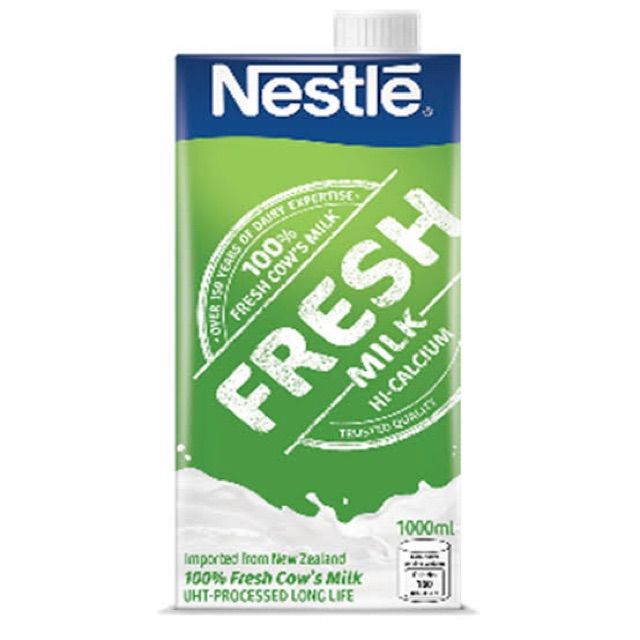 Nestlé®
• OVER 150 YEARS OF DAIRY EXPERTISE •
100%
FRESH COW'S MILK
FRESH
MILK
HI-CALCIUM
TRUSTED QUALITY
1000ml
Imported from New Zealand
100% Fresh Cow's Milk
UHT-PROCESSED LONG LIFE
100